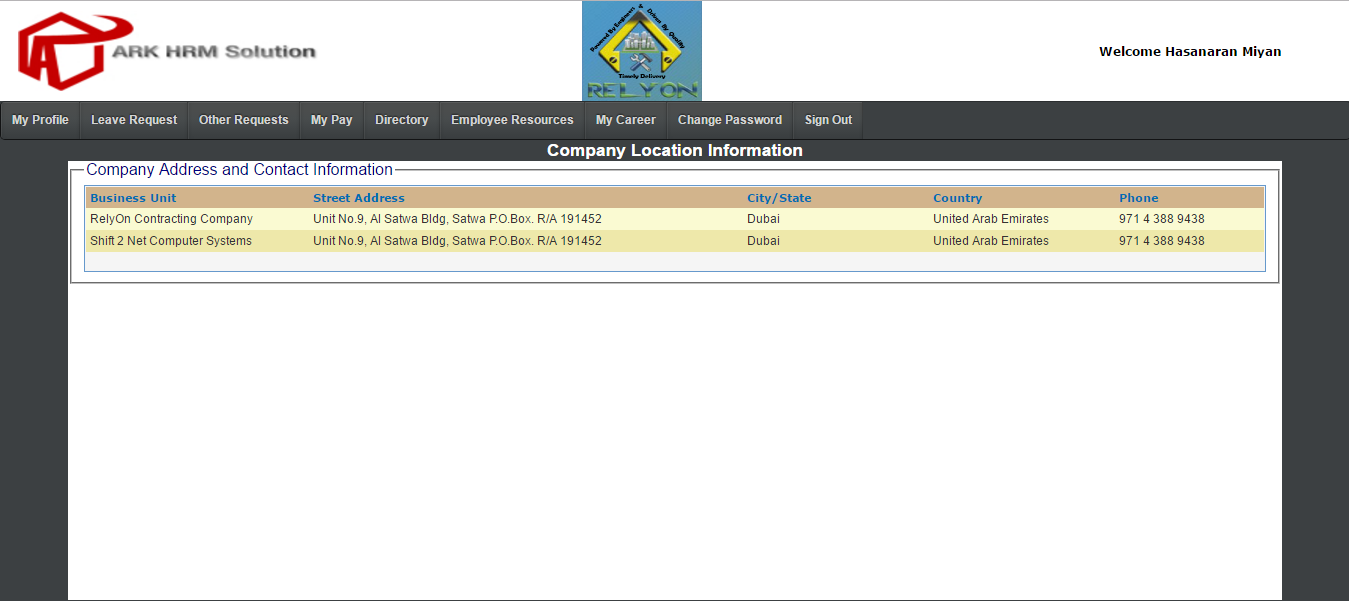 ARK HRM Solution
Powered By Engineers & Driven By Quality
Timely Delivery
RELYON
Welcome Hasanaran Miyan
My Profile Leave Request Other Requests My Pay Directory Employee Resources My Career Change Password Sign Out
Company Location Information
Company Address and Contact Information
Business Unit Street Address City/State Country Phone
RelyOn Contracting Company Unit No.9, Al Satwa Bldg, Satwa P.O.Box. R/A 191452 Dubai United Arab Emirates 971 4 388 9438
Shift 2 Net Computer Systems Unit No.9, Al Satwa Bldg, Satwa P.O.Box. R/A 191452 Dubai United Arab Emirates 971 4 388 9438